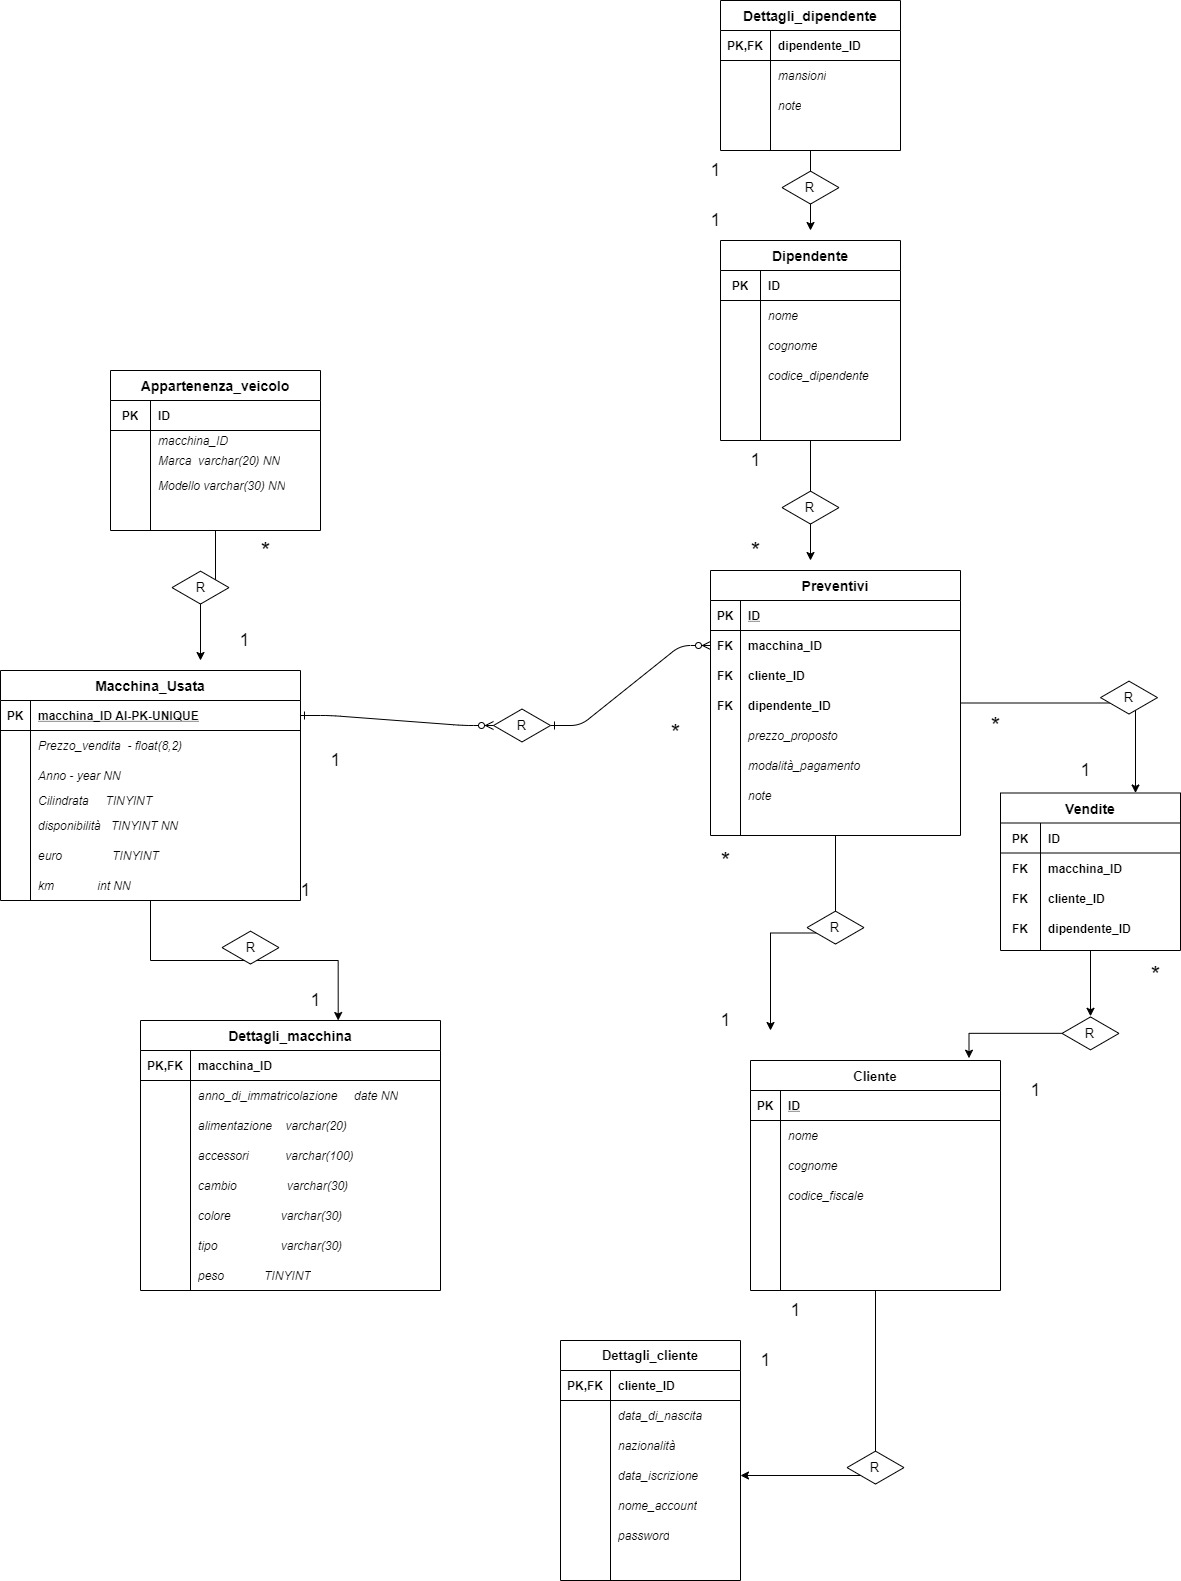 Dettagli_dipendente
PK,FK dipendente_ID
mansioni
note
1
R
1
Dipendente
PK ID
nome
cognome
codice_dipendente
1
R
*
Appartenenza_veicolo
PK ID
macchina_ID
Marca varchar(20) NN
Modello varchar(30) NN
*
R
1
Macchina_Usata
PK macchina_ID AI-PK-UNIQUE
Prezzo_vendita - float(8,2)
Anno - year NN
Cilindrata TINYINT
disponibilità TINYINT NN
euro TINYINT
km int NN
1
R
*
1
Preventivi
PK ID
FK macchina_ID
FK cliente_ID
FK dipendente_ID
prezzo_proposto
modalità_pagamento
note
*
R
1
*
R
1
Vendite
PK ID
FK macchina_ID
FK cliente_ID
FK dipendente_ID
*
R
1
R
1
Dettagli_macchina
PK,FK macchina_ID
anno_di_immatricolazione date NN
alimentazione varchar(20)
accessori varchar(100)
cambio varchar(30)
colore varchar(30)
tipo varchar(30)
peso TINYINT
Cliente
PK ID
nome
cognome
codice_fiscale
1
1
R
Dettagli_cliente
PK,FK cliente_ID
data_di_nascita
nazionalità
data_iscrizione
nome_account
password